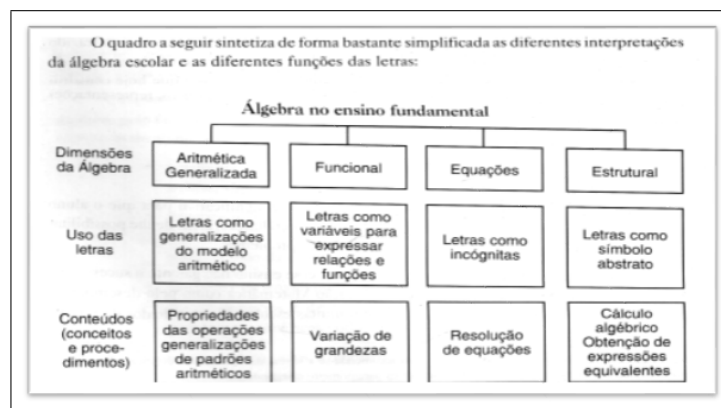 O quadro a seguir sintetiza de forma bastante simplificada as diferentes interpretações
da álgebra escolar e as diferentes funções das letras:
Álgebra no ensino fundamental
Dimensões
da Álgebra
Aritmética
Generalizada
Funcional
Equações
Estrutural
Uso das
letras
Letras como
generalizações
do modelo
aritmético
Letras como
variáveis para
expressar
relações e
funções
Letras como
incógnitas
Letras como
símbolo
abstrato
Conteúdos
(conceitos
e proce-
dimentos)
Propriedades
das operações
generalizações
de padrões
aritméticos
Variação de
grandezas
Resolução
de equações
Cálculo
algébrico
Obtenção de
expressões
equivalentes